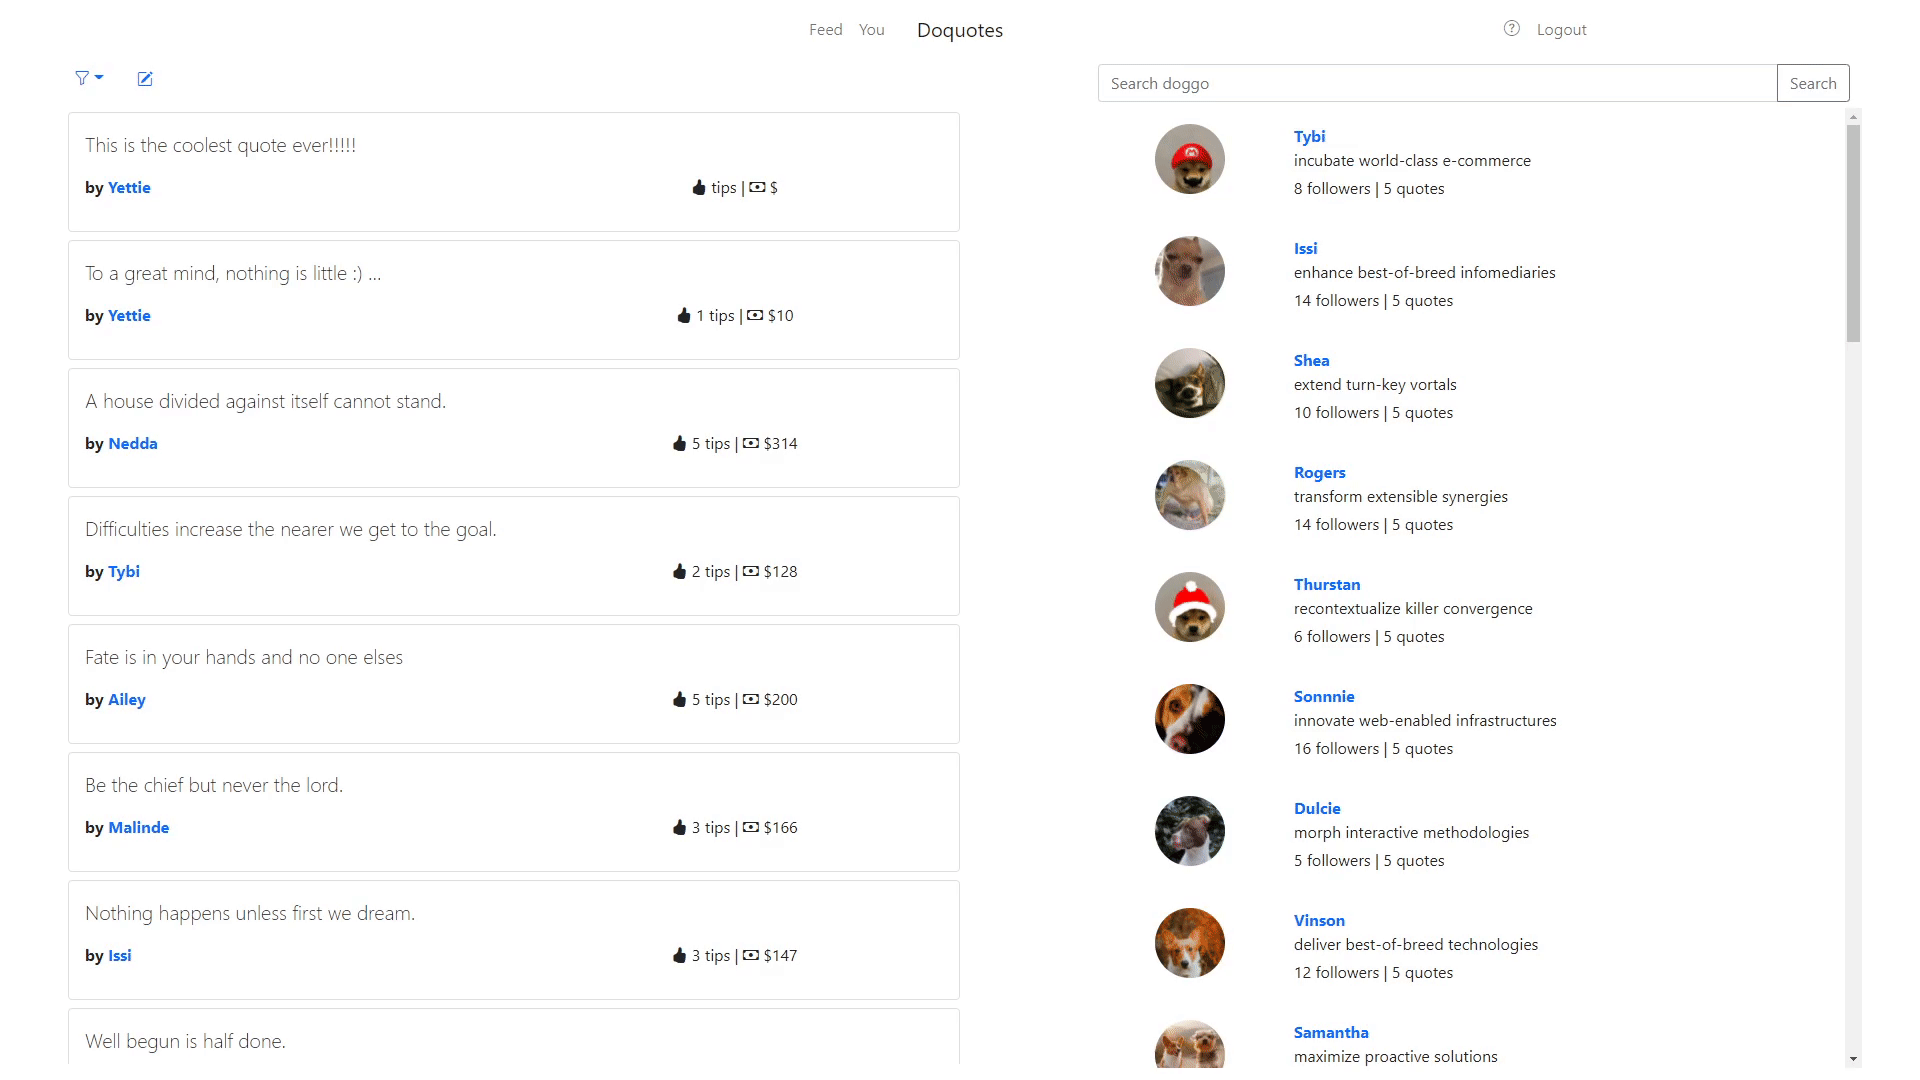 Feed You Doquotes Logout
Search doggo Search
This is the coolest quote ever!!!!!
by Yettie tips | $
To a great mind, nothing is little :) ...
by Yettie 1 tips | $10
A house divided against itself cannot stand.
by Nedda 5 tips | $314
Difficulties increase the nearer we get to the goal.
by Tybi 2 tips | $128
Fate is in your hands and no one elses
by Ailey 5 tips | $200
Be the chief but never the lord.
by Malinde 3 tips | $166
Nothing happens unless first we dream.
by Issi 3 tips | $147
Well begun is half done.
Tybi
incubate world-class e-commerce
8 followers | 5 quotes
Issi
enhance best-of-breed infomediaries
14 followers | 5 quotes
Shea
extend turn-key vortals
10 followers | 5 quotes
Rogers
transform extensible synergies
14 followers | 5 quotes
Thurstan
recontextualize killer convergence
6 followers | 5 quotes
Sonnnie
innovate web-enabled infrastructures
16 followers | 5 quotes
Dulcie
morph interactive methodologies
5 followers | 5 quotes
Vinson
deliver best-of-breed technologies
12 followers | 5 quotes
Samantha
maximize proactive solutions